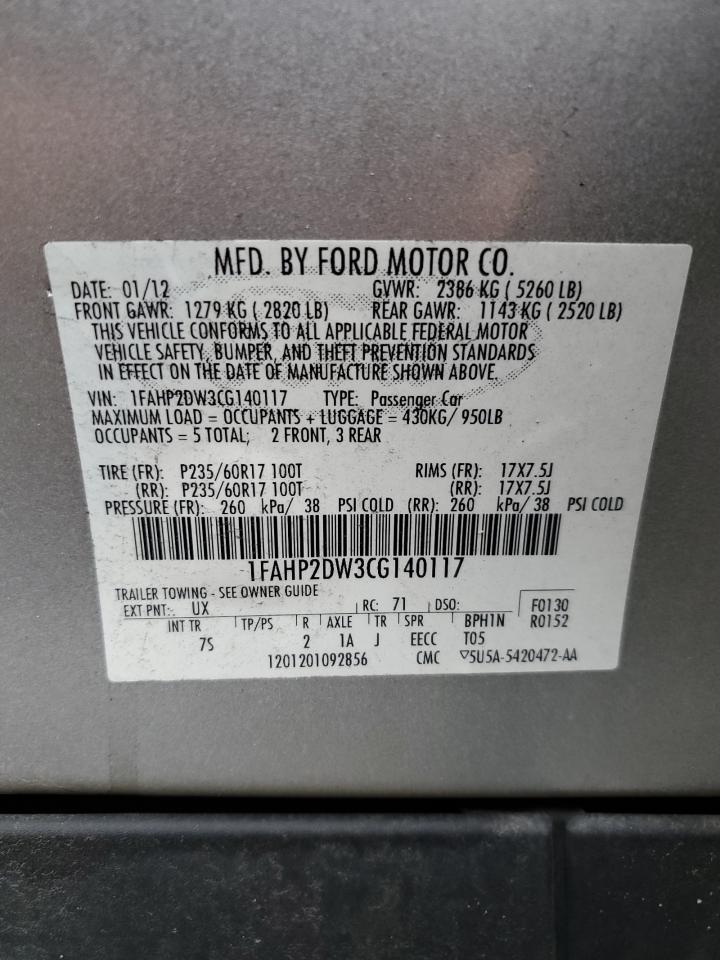 MFD. BY FORD MOTOR CO.
DATE: 01/12 GVWR: 2386 KG ( 5260 LB)
FRONT GAWR: 1279 KG ( 2820 LB) REAR GAWR: 1143 KG ( 2520 LB)
THIS VEHICLE CONFORMS TO ALL APPLICABLE FEDERAL MOTOR
VEHICLE SAFETY, BUMPER, AND THEFT PREVENTION STANDARDS
IN EFFECT ON THE DATE OF MANUFACTURE SHOWN ABOVE.
VIN: 1FAHP2DW3CG140117 TYPE: Passenger Car
MAXIMUM LOAD = OCCUPANTS + LUGGAGE = 430KG/ 950LB
OCCUPANTS = 5 TOTAL; 2 FRONT, 3 REAR
TIRE (FR): P235/60R17 100T RIMS (FR): 17X7.5J
(RR): P235/60R17 100T (RR): 17X7.5J
PRESSURE (FR): 260 kPa/ 38 PSI COLD (RR): 260 kPa/ 38 PSI COLD
1FAHP2DW3CG140117
TRAILER TOWING - SEE OWNER GUIDE
EXT PNT: UX RC: 71 DSO: F0130
INT TR TP/PS R AXLE TR SPR BPH1N R0152
7S 2 1A J EECC T05
1201201092856 CMC ▽5U5A-5420472-AA